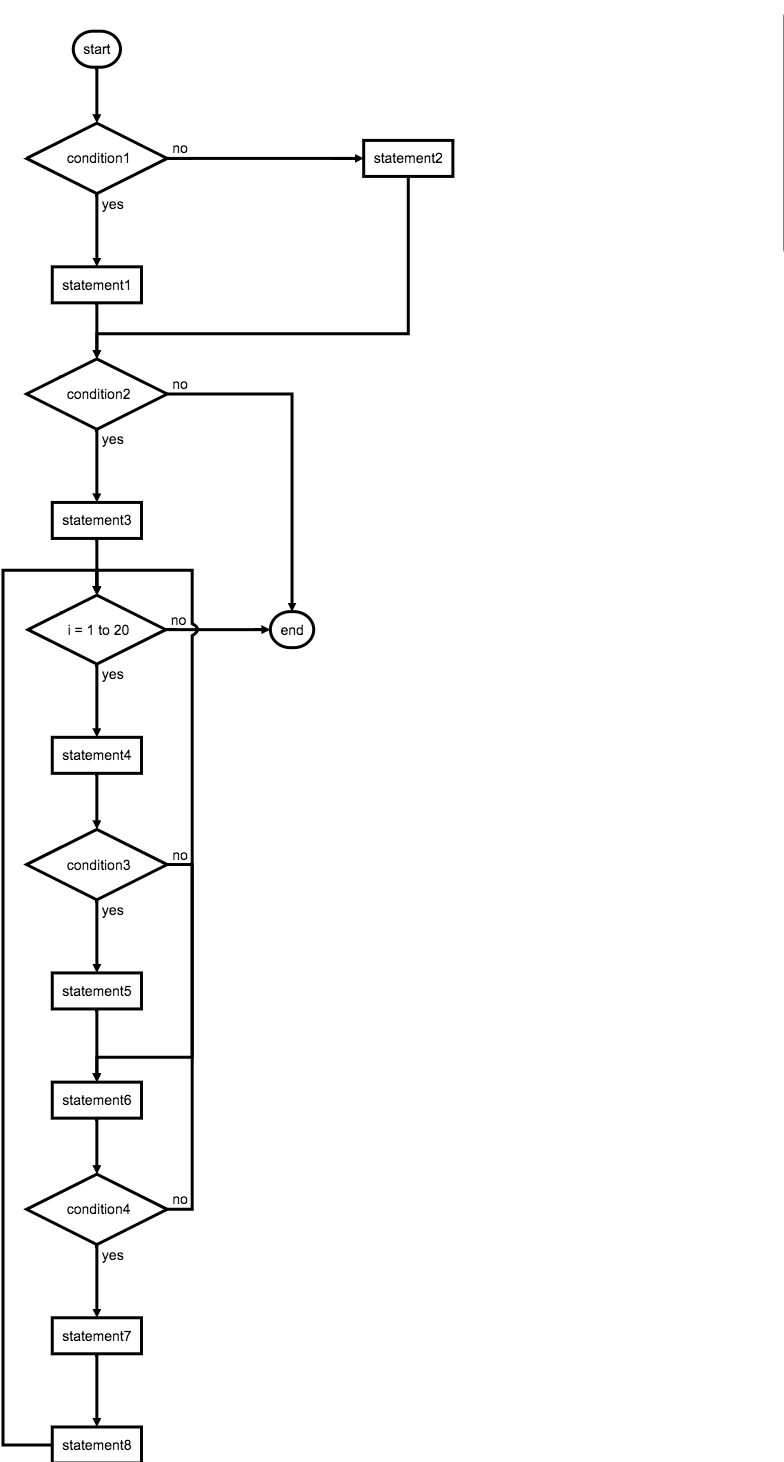 start
condition1
no
statement2
yes
statement1
condition2
no
yes
statement3
i = 1 to 20
no
end
yes
statement4
condition3
no
yes
statement5
statement6
condition4
no
yes
statement7
statement8